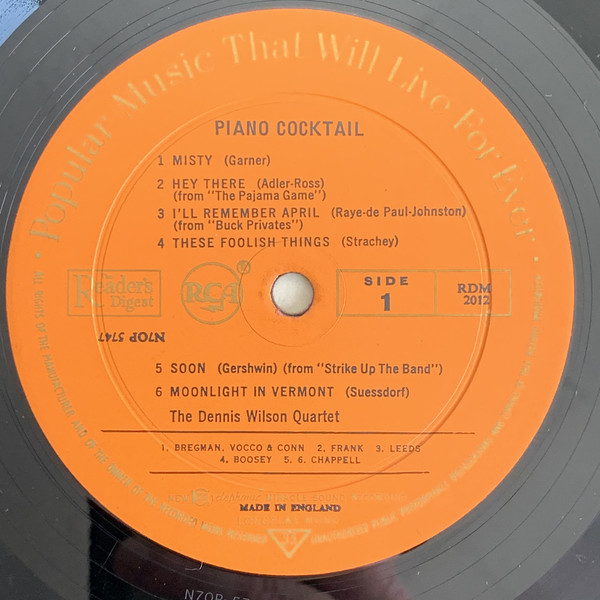 Popular Music That Will Live For Ever
PIANO COCKTAIL
1 MISTY (Garner)
2 HEY THERE (Adler-Ross)
(from "The Pajama Game")
3 I'LL REMEMBER APRIL (Raye-de Paul-Johnston)
(from "Buck Privates")
4 THESE FOOLISH THINGS (Strachey)
Reader's
Digest
RCA
®
SIDE
1
RDM
2012
N7OP 5747
5 SOON (Gershwin) (from "Strike Up The Band")
6 MOONLIGHT IN VERMONT (Suessdorf)
The Dennis Wilson Quartet
1, BREGMAN, VOCCO & CONN 2. FRANK 3. LEEDS
4. BOOSEY 5. 6. CHAPPELL
MADE IN ENGLAND
33